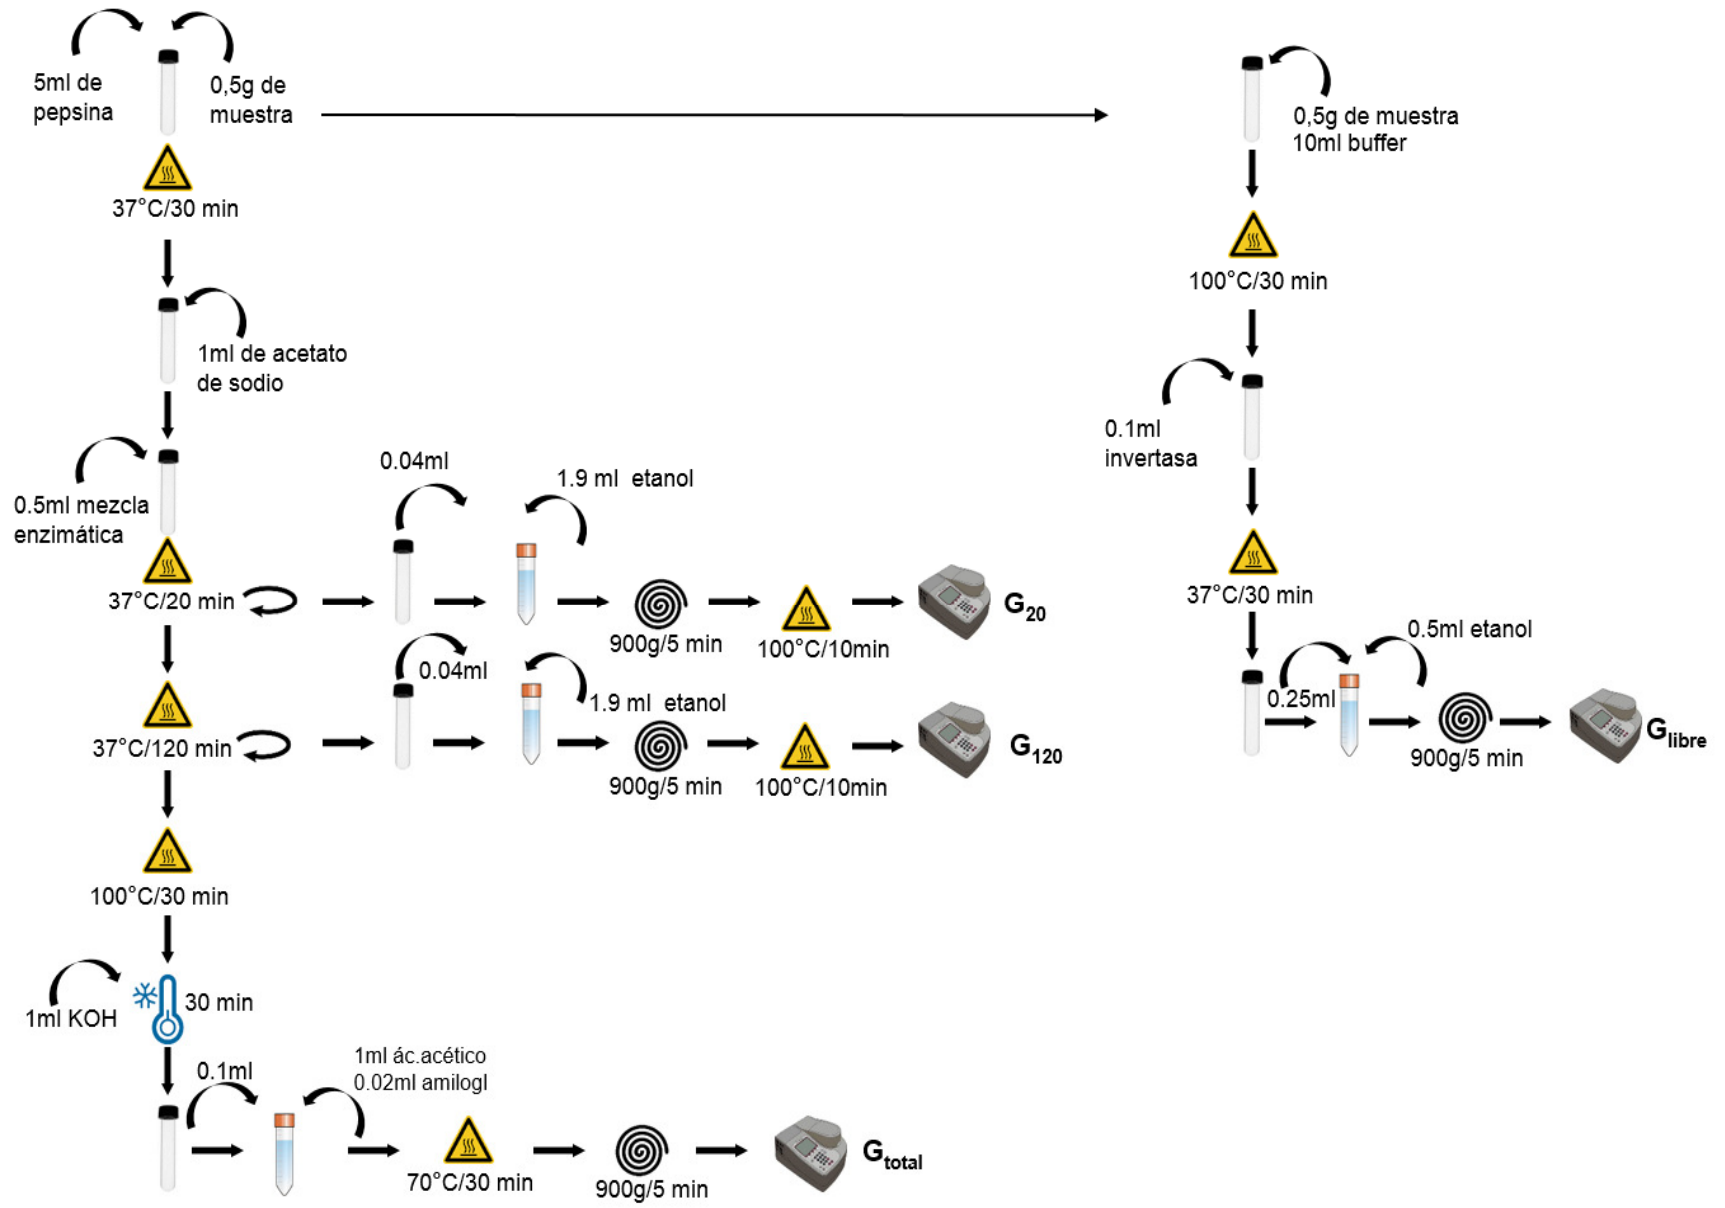 5ml de
pepsina
0,5g de
muestra
37°C/30 min
1ml de acetato
de sodio
0.5ml mezcla
enzimática
37°C/20 min
0.04ml
1.9 ml etanol
900g/5 min
100°C/10min
G20
37°C/120 min
0.04ml
1.9 ml etanol
900g/5 min
100°C/10min
G120
100°C/30 min
1ml KOH
30 min
0.1ml
1ml ác.acético
0.02ml amilogl
70°C/30 min
900g/5 min
Gtotal
0,5g de muestra
10ml buffer
100°C/30 min
0.1ml
invertasa
37°C/30 min
0.25ml
0.5ml etanol
900g/5 min
Glibre